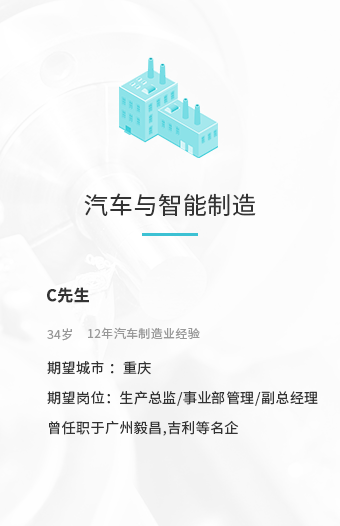 汽车与智能制造
C先生
34岁 12年汽车制造业经验
期望城市：重庆
期望岗位：生产总监/事业部管理/副总经理
曾任职于广州毅昌,吉利等名企